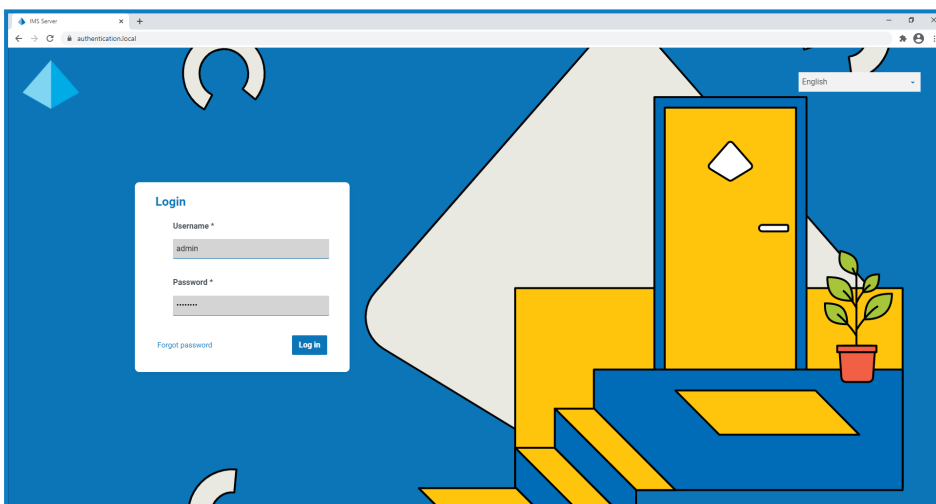 IMS Server
authentication.local
English
Login
Username *
admin
Password *
••••••••
Forgot password
Log in